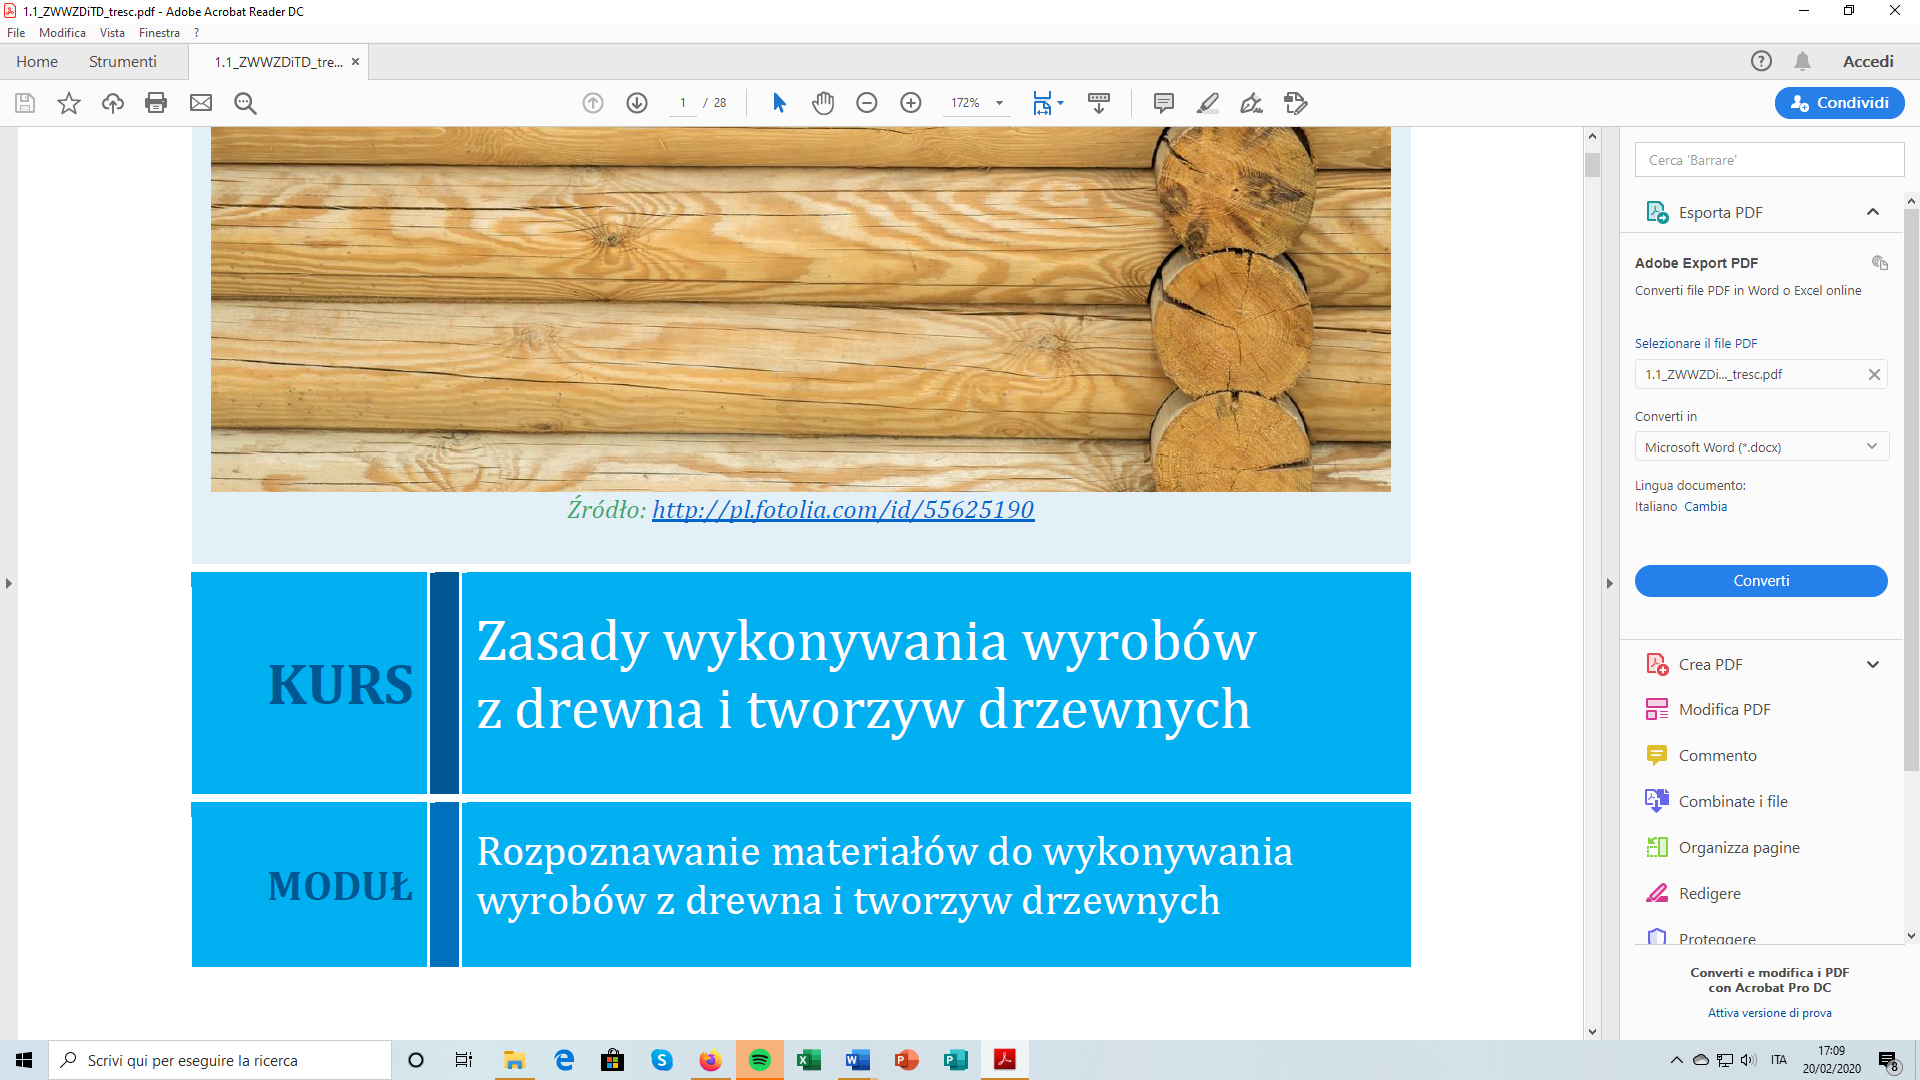 1.1_ZWWZDiTD_tresc.pdf - Adobe Acrobat Reader DC
File Modifica Vista Finestra ?
Home Strumenti 1.1_ZWWZDiTD_tre... Accedi
1 / 28 172% Condividi
Cerca 'Barrare'
Esporta PDF
Adobe Export PDF
Converti file PDF in Word o Excel online
Selezionare il file PDF
1.1_ZWWZDi..._tresc.pdf
Converti in
Microsoft Word (*.docx)
Lingua documento:
Italiano Cambia
Converti
Crea PDF
Modifica PDF
Commento
Combinate i file
Organizza pagine
Redigere
Proteggere
Converti e modifica i PDF
con Acrobat Pro DC
Attiva versione di prova
Źródło: http://pl.fotolia.com/id/55625190
KURS
Zasady wykonywania wyrobów
z drewna i tworzyw drzewnych
MODUŁ
Rozpoznawanie materiałów do wykonywania
wyrobów z drewna i tworzyw drzewnych
Scrivi qui per eseguire la ricerca
ITA
17:09
20/02/2020
8